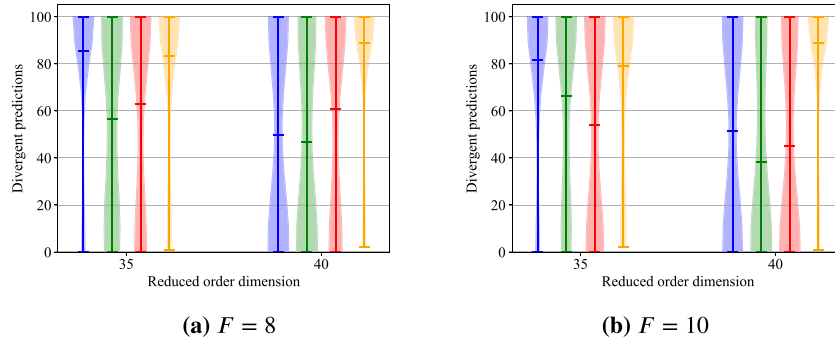 100
80
60
40
20
0
Divergent predictions
35
40
Reduced order dimension
(a) F = 8
100
80
60
40
20
0
Divergent predictions
35
40
Reduced order dimension
(b) F = 10